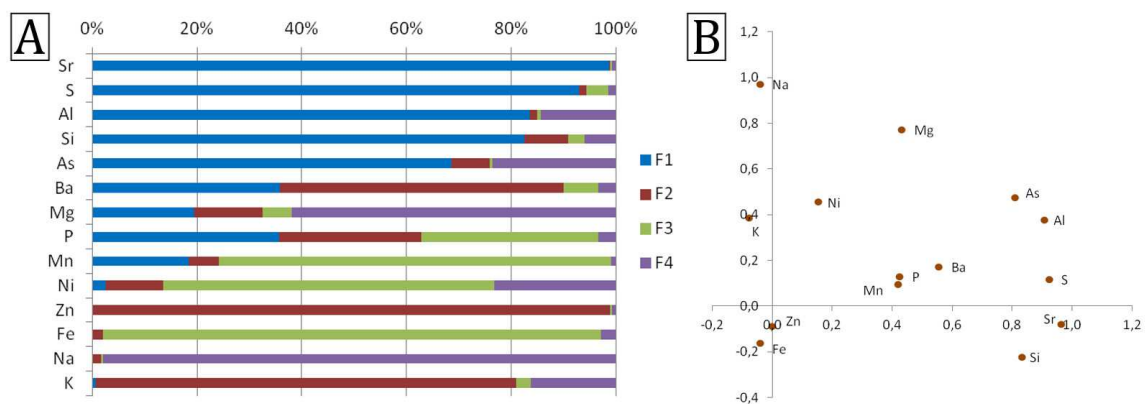 A
0% 20% 40% 60% 80% 100%
Sr
S
Al
Si
As
Ba
Mg
P
Mn
Ni
Zn
Fe
Na
K
F1
F2
F3
F4
B
1,2
1,0
0,8
0,6
0,4
0,2
0,0
-0,2
-0,4
-0,2 0,0 0,2 0,4 0,6 0,8 1,0 1,2
Na
Mg
As
Ni
Al
K
Ba
P
S
Mn
Sr
Zn
Fe
Si